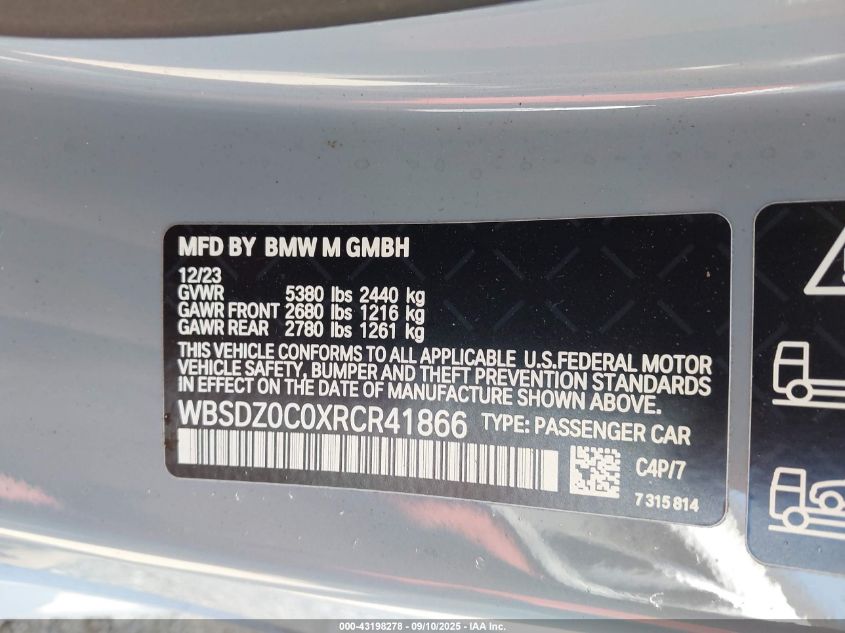 MFD BY BMW M GMBH
12/23
GVWR 5380 lbs 2440 kg
GAWR FRONT 2680 lbs 1216 kg
GAWR REAR 2780 lbs 1261 kg
THIS VEHICLE CONFORMS TO ALL APPLICABLE U.S.FEDERAL MOTOR
VEHICLE SAFETY, BUMPER AND THEFT PREVENTION STANDARDS
IN EFFECT ON THE DATE OF MANUFACTURE SHOWN ABOVE.
WBSDZ0C0XRCR41866 TYPE: PASSENGER CAR
C4P/7
7 315 814
000-43198278 - 09/10/2025 - IAA Inc.